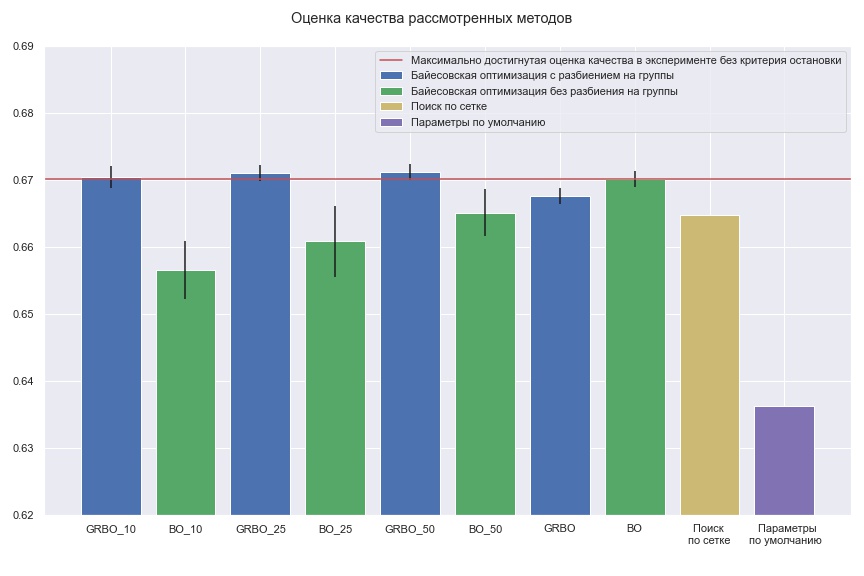 Оценка качества рассмотренных методов
0.69
0.68
0.67
0.66
0.65
0.64
0.63
0.62
Максимально достигнутая оценка качества в эксперименте без критерия остановки
Байесовская оптимизация с разбиением на группы
Байесовская оптимизация без разбиения на группы
Поиск по сетке
Параметры по умолчанию
GRBO_10
BO_10
GRBO_25
BO_25
GRBO_50
BO_50
GRBO
BO
Поиск
по сетке
Параметры
по умолчанию